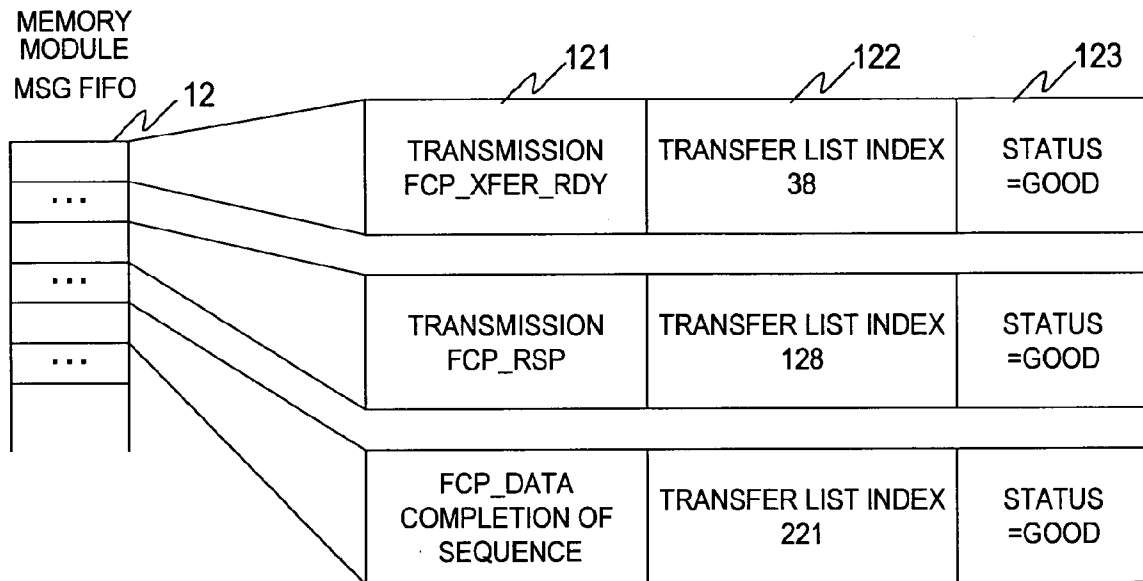 MEMORY
MODULE
MSG FIFO
12
121
122
123
TRANSMISSION
FCP_XFER_RDY
TRANSFER LIST INDEX
38
STATUS
=GOOD
...
TRANSMISSION
FCP_RSP
TRANSFER LIST INDEX
128
STATUS
=GOOD
...
...
FCP_DATA
COMPLETION OF
SEQUENCE
TRANSFER LIST INDEX
221
STATUS
=GOOD